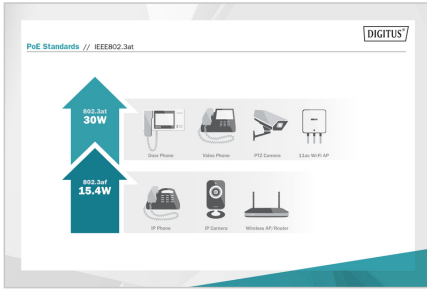 DIGITUS®
PoE Standards // IEEE802.3at
802.3at
30W
Door Phone Video Phone PTZ Camera 11ac Wi-Fi AP
802.3af
15.4W
IP Phone IP Camera Wireless AP/Router